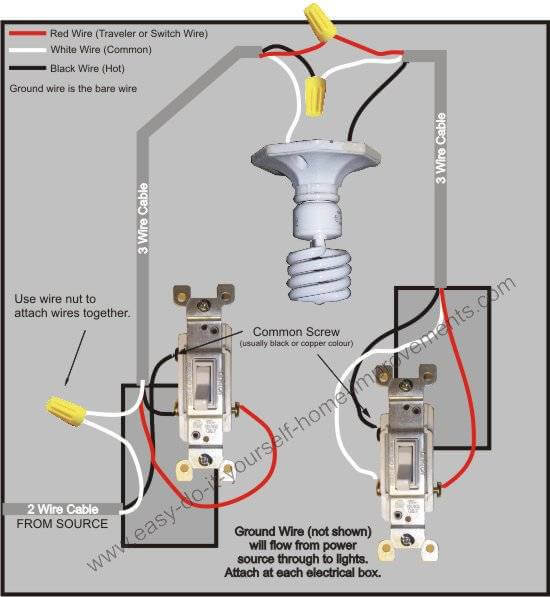 Red Wire (Traveler or Switch Wire)
White Wire (Common)
Black Wire (Hot)
Ground wire is the bare wire
3 Wire Cable
3 Wire Cable
Use wire nut to
attach wires together.
Common Screw
(usually black or copper colour)
2 Wire Cable
FROM SOURCE
Ground Wire (not shown)
will flow from power
source through to lights.
Attach at each electrical box.
www.easy-do-it-yourself-home-improvements.com